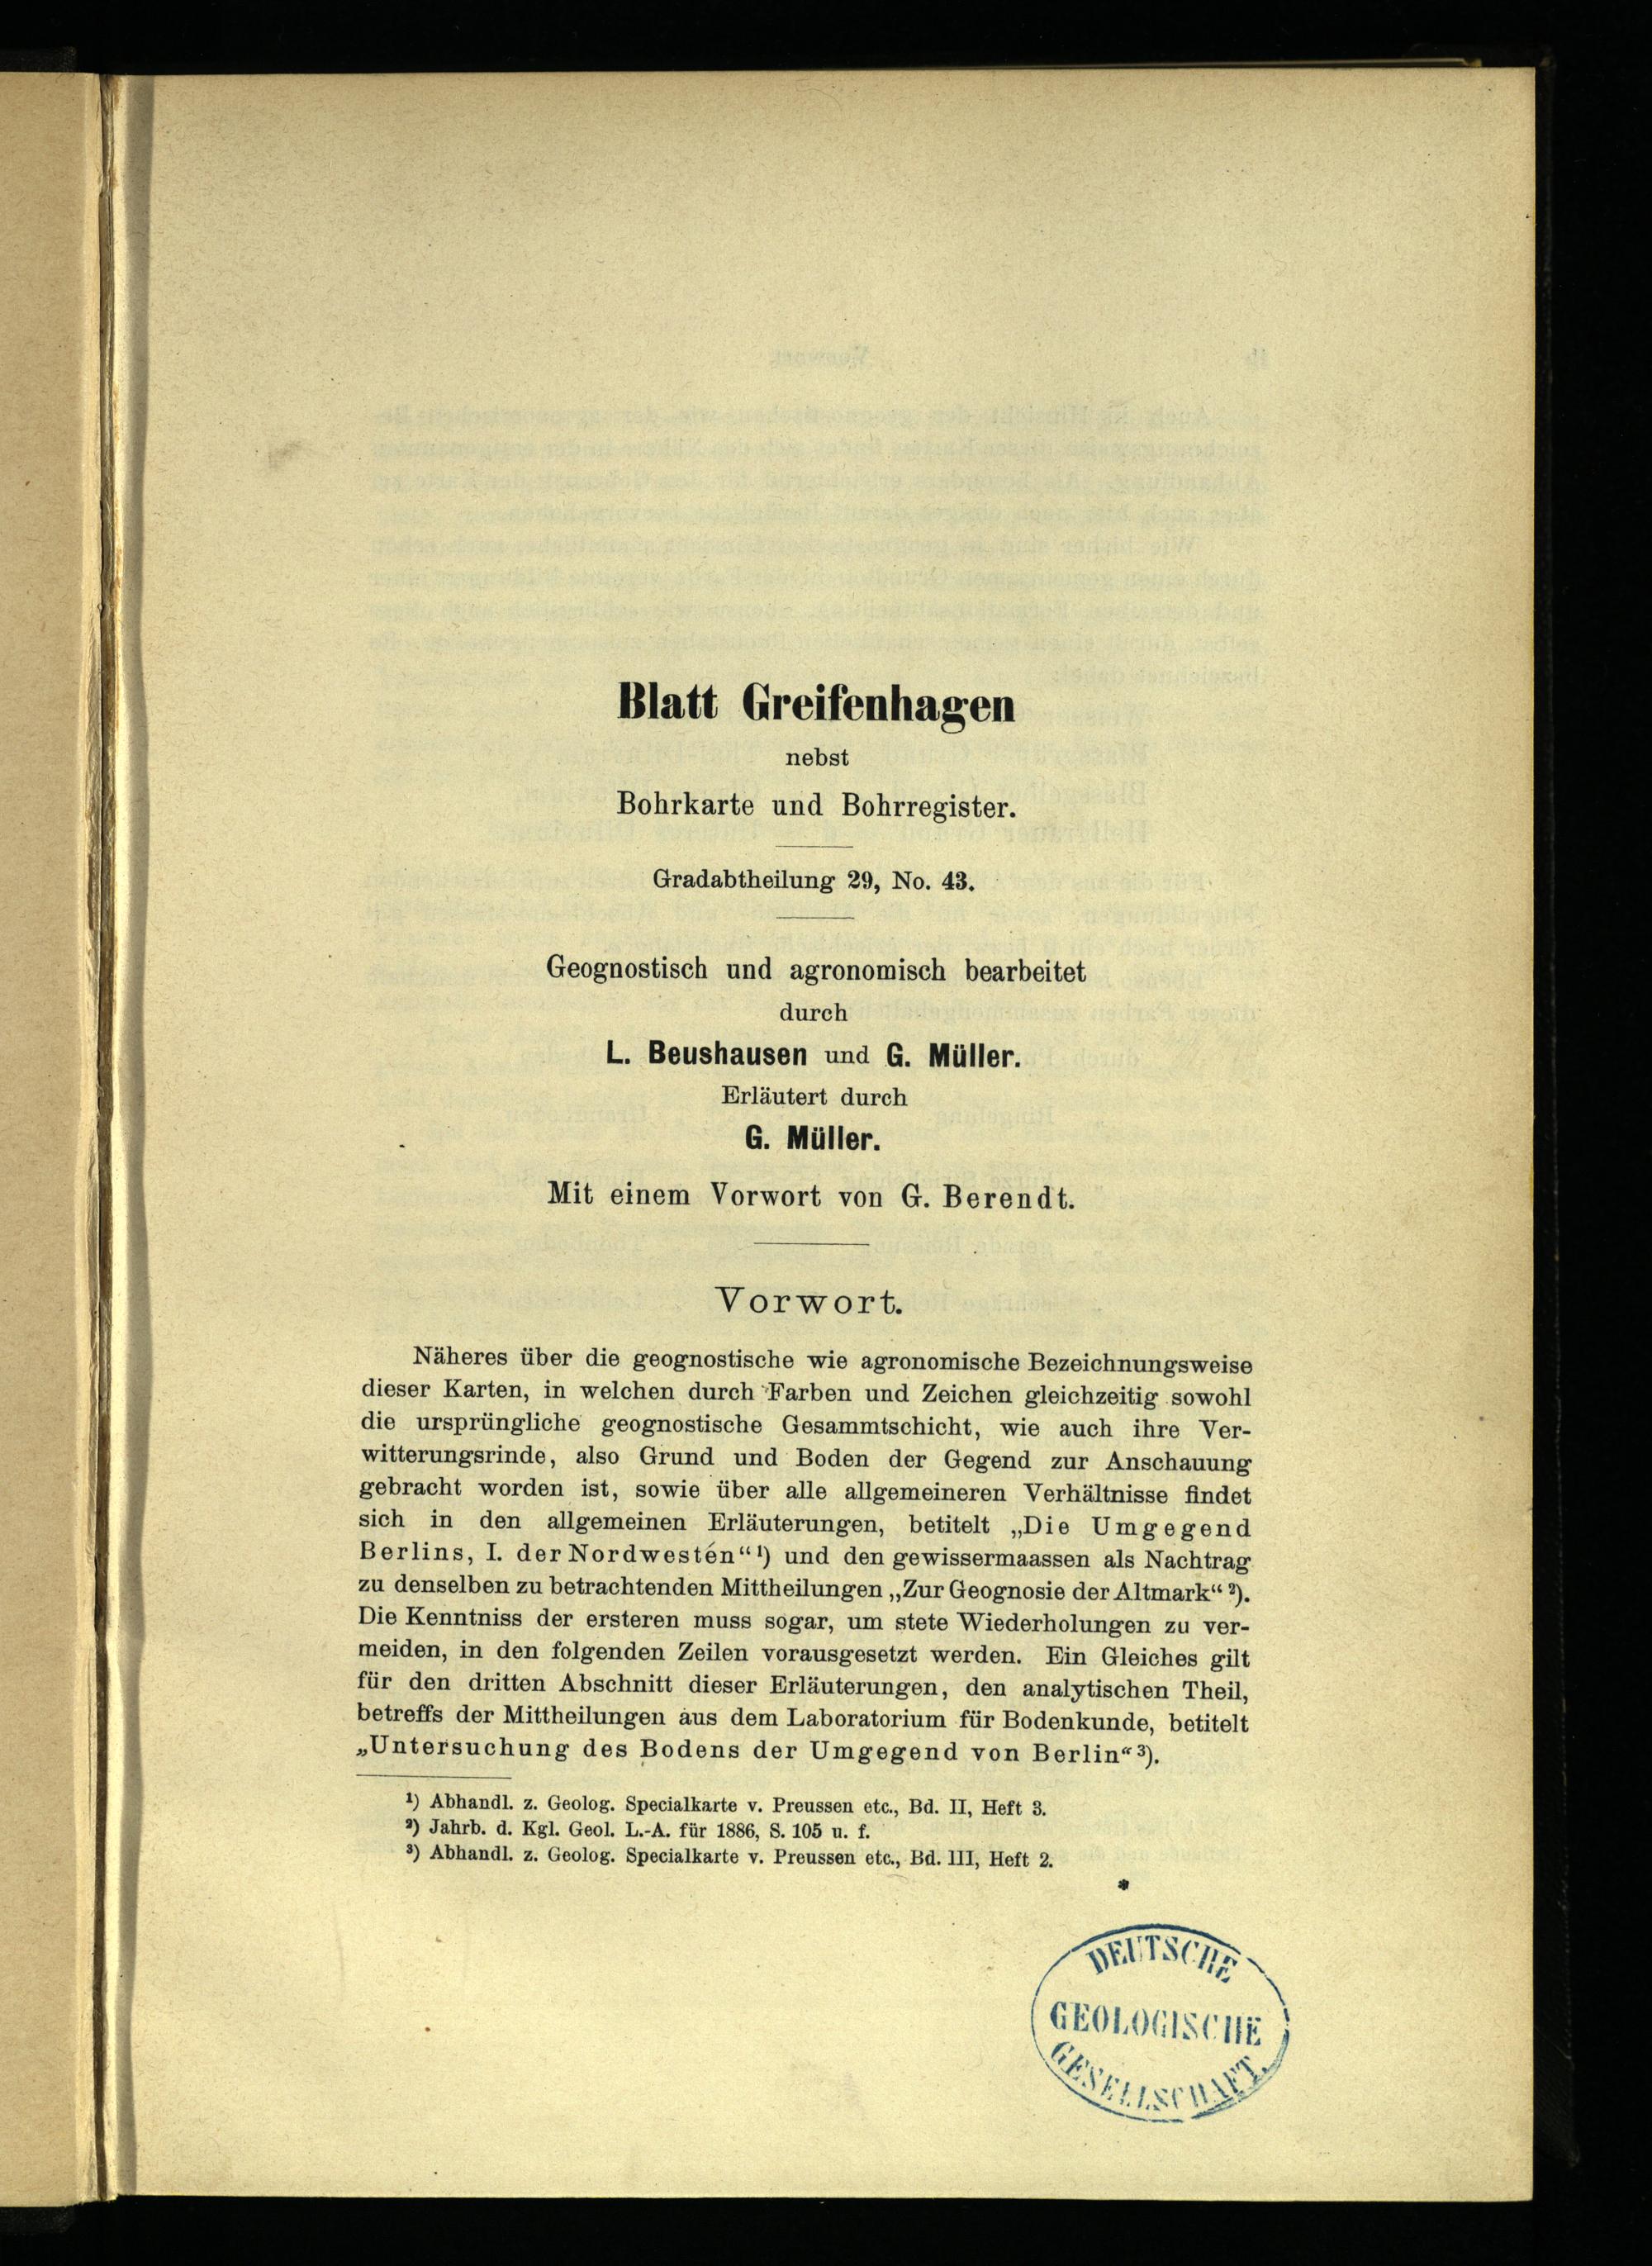 Blatt Greifenhagen
nebst
Bohrkarte und Bohrregister.
Gradabtheilung 29, No. 43.
Geognostisch und agronomisch bearbeitet
durch
L. Beushausen und G. Müller.
Erläutert durch
G. Müller.
Mit einem Vorwort von G. Berendt.
Vorwort.
Näheres über die geognostische wie agronomische Bezeichnungsweise
dieser Karten, in welchen durch Farben und Zeichen gleichzeitig sowohl
die ursprüngliche geognostische Gesammtschicht, wie auch ihre Ver-
witterungsrinde, also Grund und Boden der Gegend zur Anschauung
gebracht worden ist, sowie über alle allgemeineren Verhältnisse findet
sich in den allgemeinen Erläuterungen, betitelt „Die Umgegend
Berlins, I. der Nordwesten“ ¹) und den gewissermaassen als Nachtrag
zu denselben zu betrachtenden Mittheilungen „Zur Geognosie der Altmark“ ²).
Die Kenntniss der ersteren muss sogar, um stete Wiederholungen zu ver-
meiden, in den folgenden Zeilen vorausgesetzt werden. Ein Gleiches gilt
für den dritten Abschnitt dieser Erläuterungen, den analytischen Theil,
betreffs der Mittheilungen aus dem Laboratorium für Bodenkunde, betitelt
„Untersuchung des Bodens der Umgegend von Berlin“ ³).
¹) Abhandl. z. Geolog. Specialkarte v. Preussen etc., Bd. II, Heft 3.
²) Jahrb. d. Kgl. Geol. L.-A. für 1886, S. 105 u. f.
³) Abhandl. z. Geolog. Specialkarte v. Preussen etc., Bd. III, Heft 2.
*
DEUTSCHE
GEOLOGISCHE
GESELLSCHAFT.